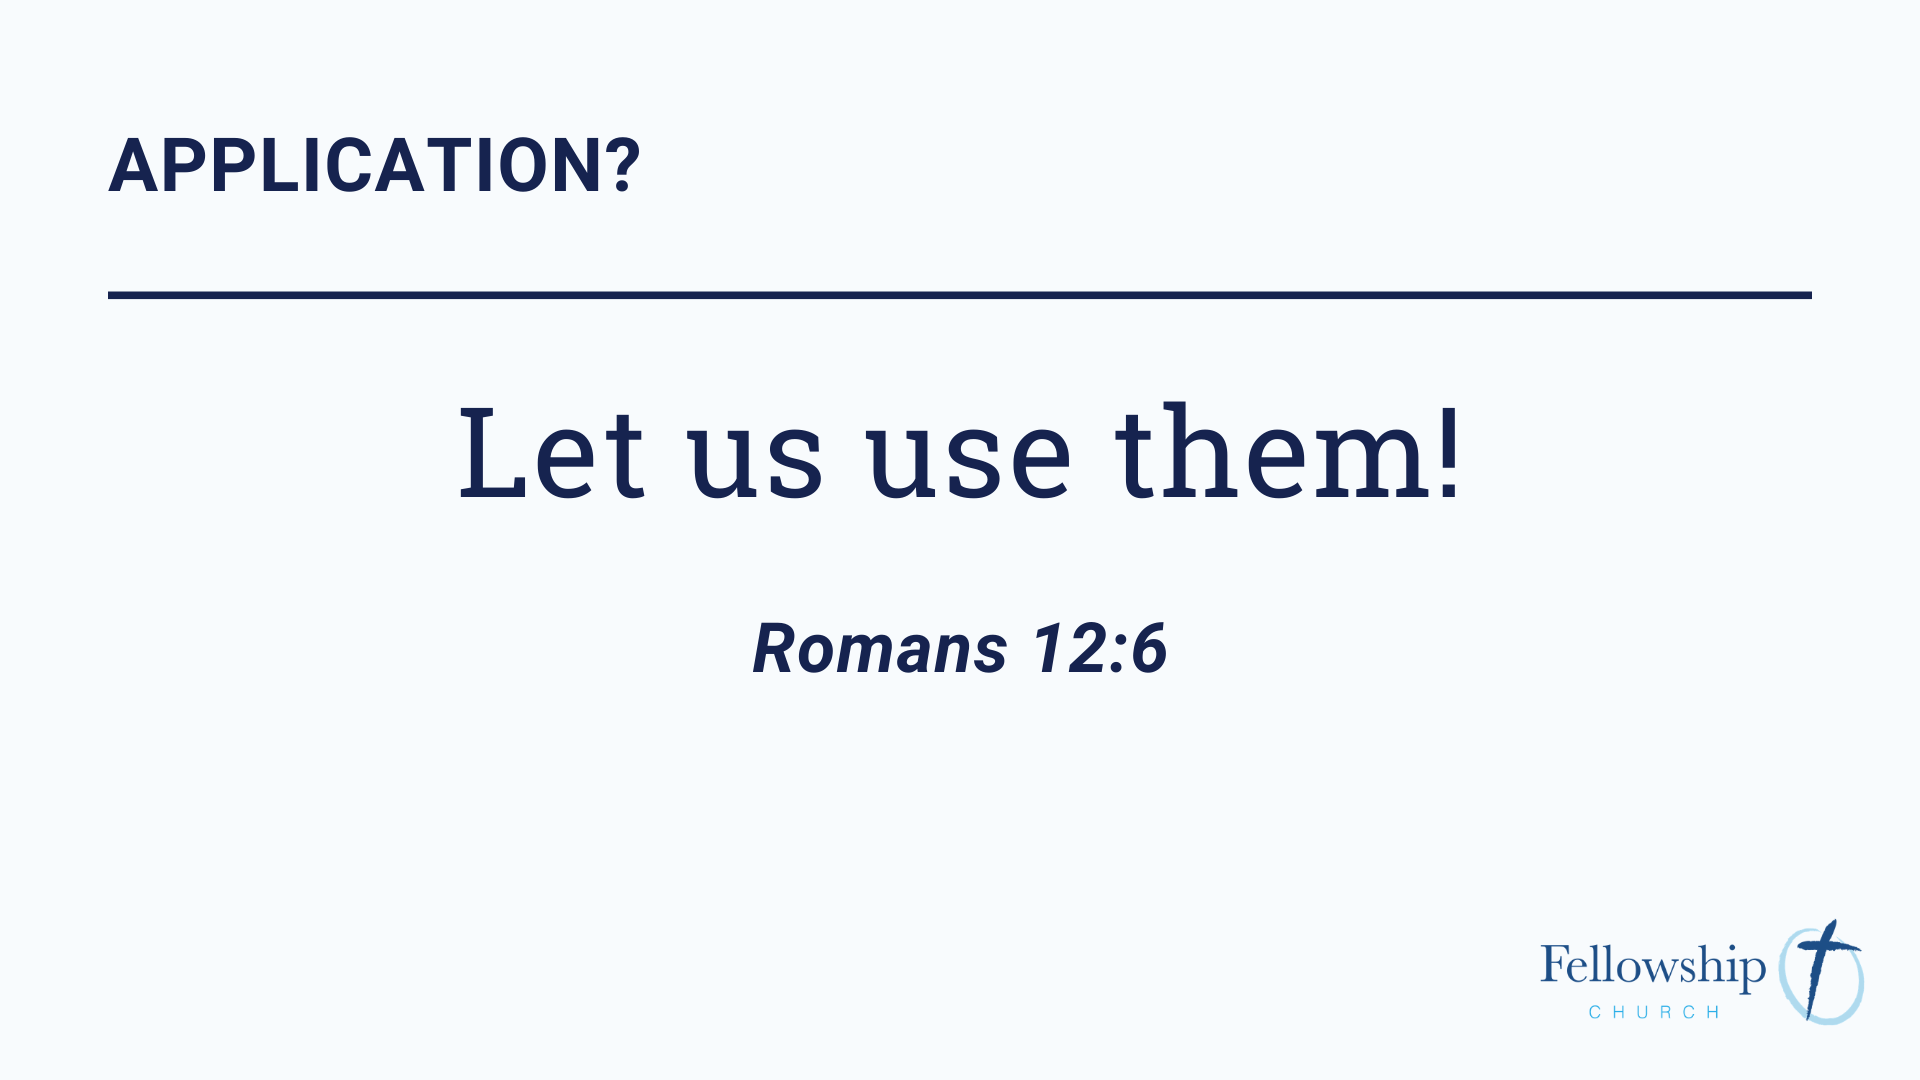 APPLICATION?
Let us use them!
Romans 12:6
Fellowship
CHURCH